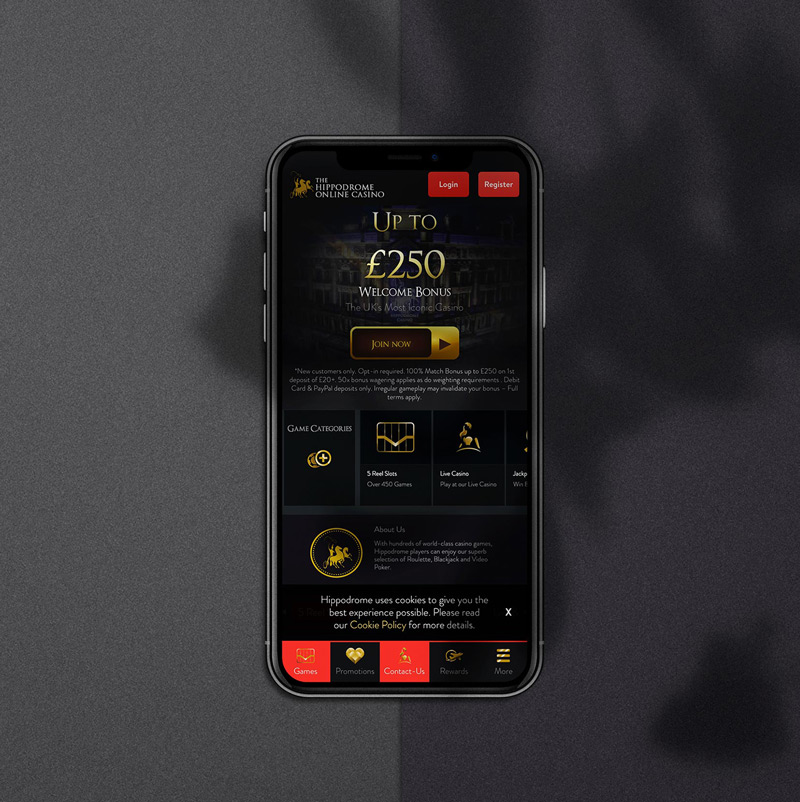 THE
HIPPODROME
ONLINE CASINO
Login
Register
UP TO
£250
WELCOME BONUS
The UK's Most Iconic Casino
JOIN NOW
*New customers only. Opt-in required. 100% Match Bonus up to £250 on 1st
deposit of £20+. 50x bonus wagering applies as do weighting requirements . Debit
Card & PayPal deposits only. Irregular gameplay may invalidate your bonus – Full
terms apply.
GAME CATEGORIES
5 Reel Slots
Over 450 Games
Live Casino
Play at our Live Casino
Jackp
Win
About Us
With hundreds of world-class casino games,
Hippodrome players can enjoy our superb
selection of Roulette, Blackjack and Video
Poker.
Hippodrome uses cookies to give you the
best experience possible. Please read
our Cookie Policy for more details.
X
Games
Promotions
Contact-Us
Rewards
More